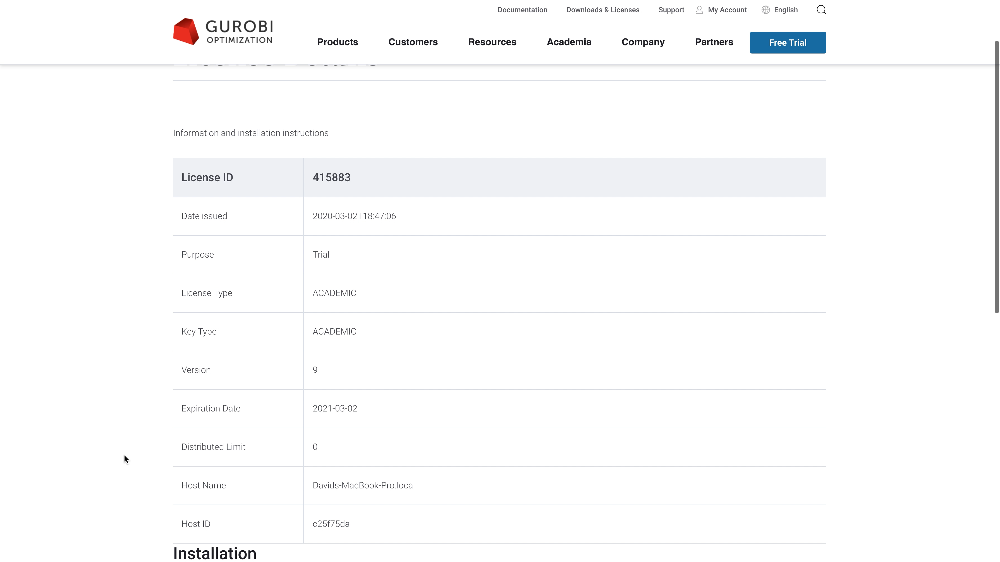 Documentation Downloads & Licenses Support My Account English
GUROBI
OPTIMIZATION
Products Customers Resources Academia Company Partners Free Trial
License Details
Information and installation instructions
License ID 415883
Date issued 2020-03-02T18:47:06
Purpose Trial
License Type ACADEMIC
Key Type ACADEMIC
Version 9
Expiration Date 2021-03-02
Distributed Limit 0
Host Name Davids-MacBook-Pro.local
Host ID c25f75da
Installation